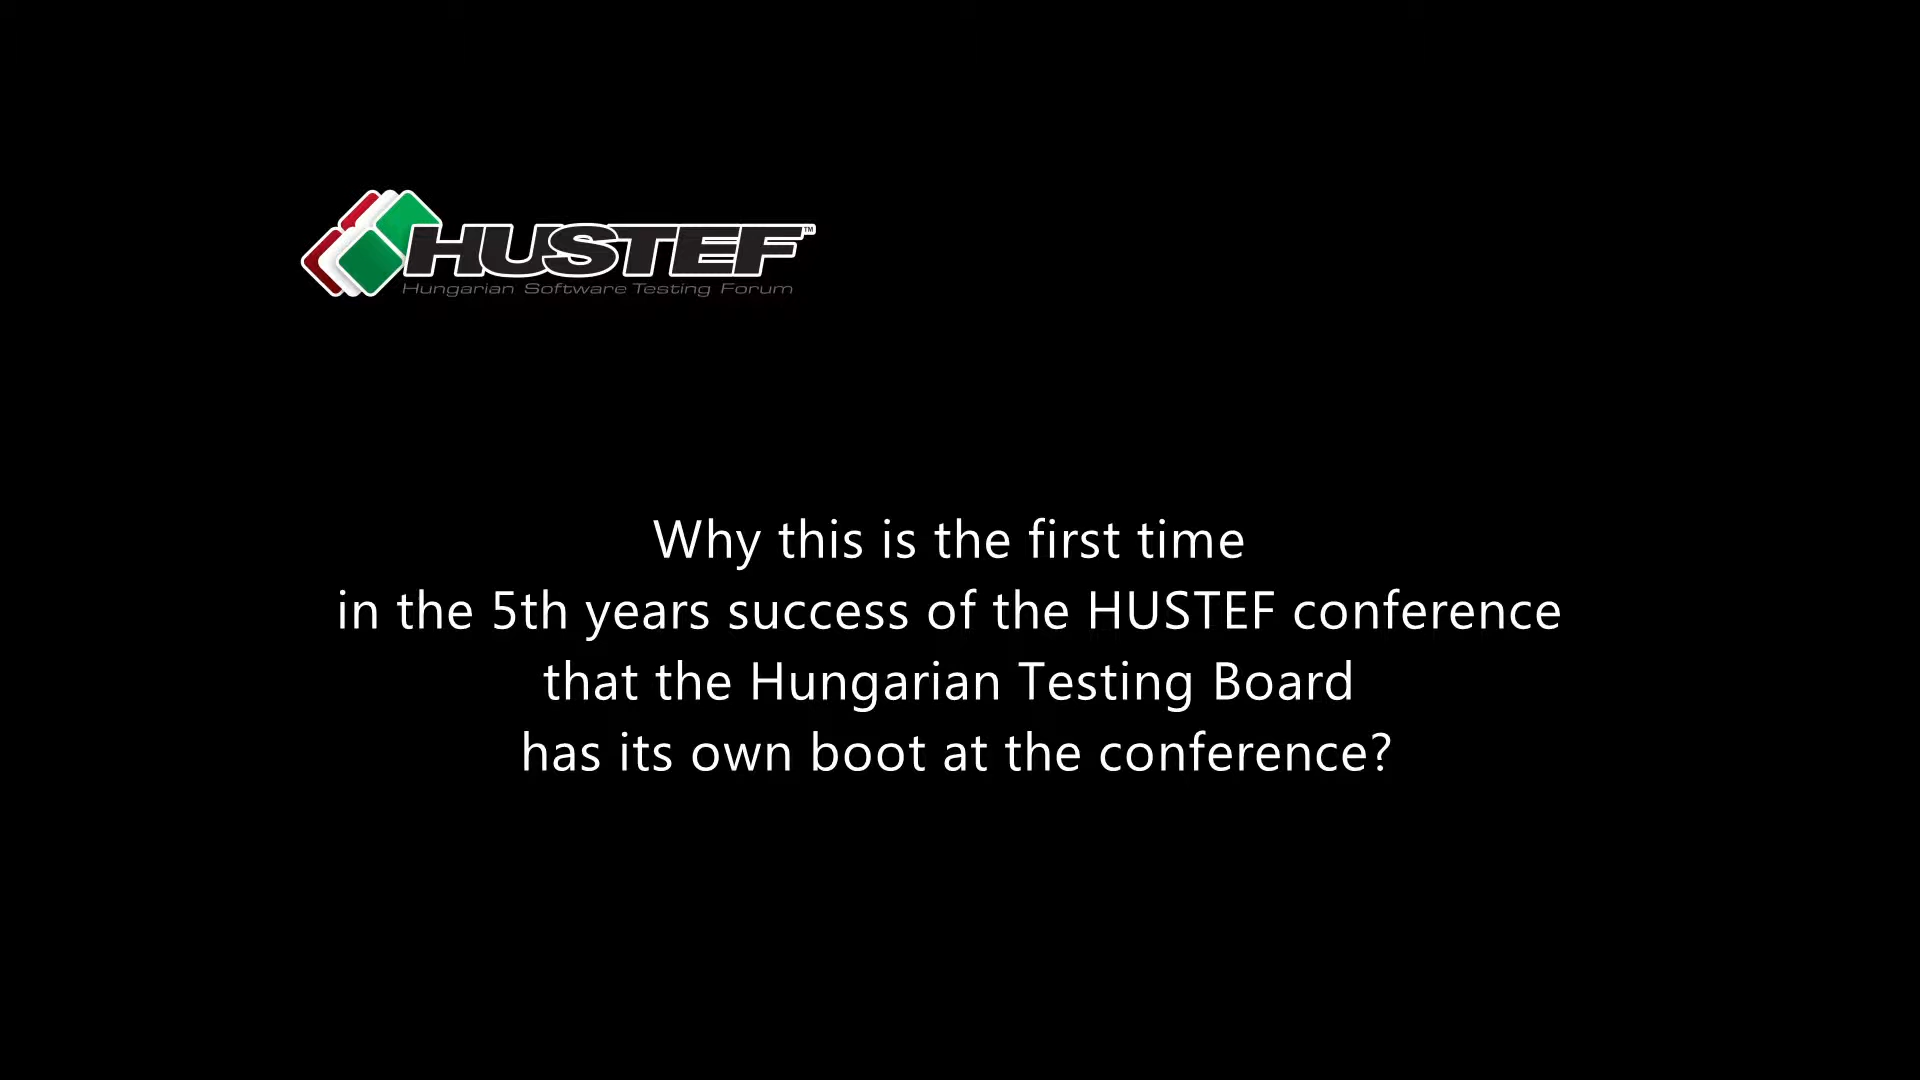 HUSTEF™
Hungarian Software Testing Forum
Why this is the first time
in the 5th years success of the HUSTEF conference
that the Hungarian Testing Board
has its own boot at the conference?